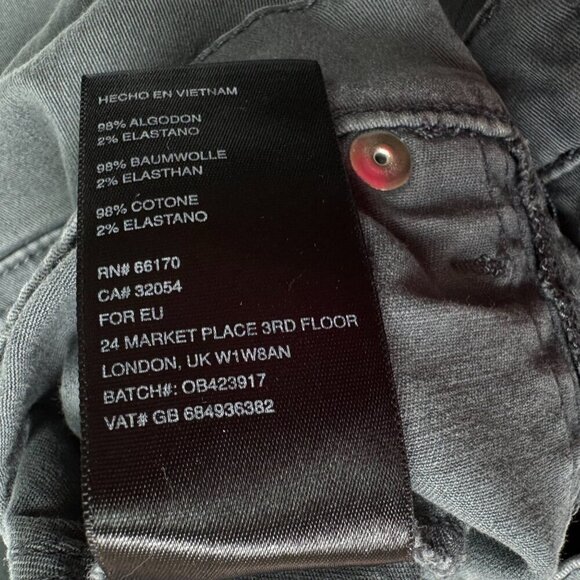 HECHO EN VIETNAM
98% ALGODON
2% ELASTANO
98% BAUMWOLLE
2% ELASTHAN
98% COTONE
2% ELASTANO
RN# 66170
CA# 32054
FOR EU
24 MARKET PLACE 3RD FLOOR
LONDON, UK W1W8AN
BATCH#: OB423917
VAT# GB 684936382